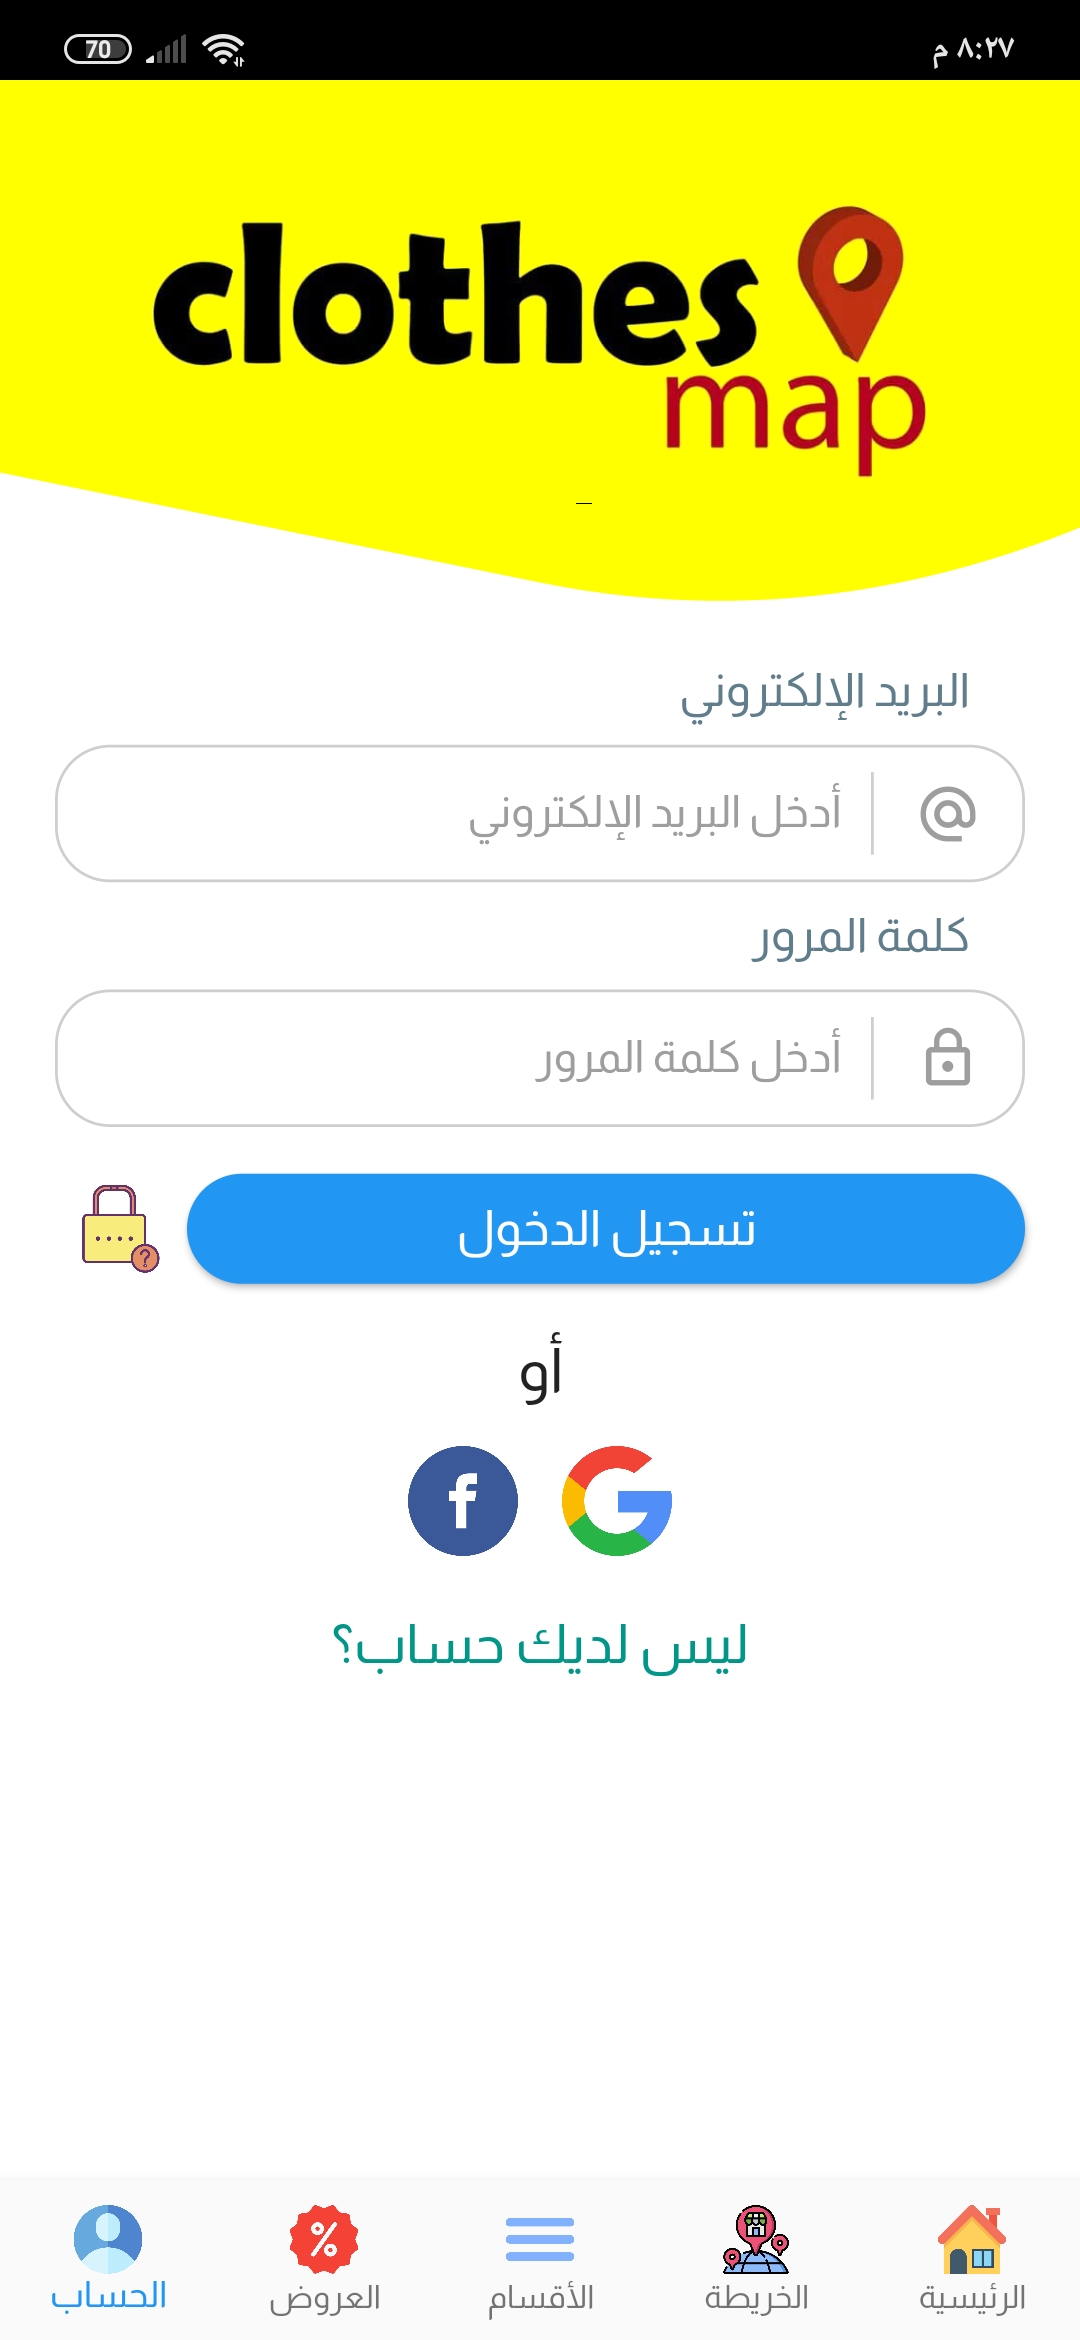 ٨:٢٧ م
70
clothes
map
البريد الإلكتروني
أدخل البريد الإلكتروني
كلمة المرور
أدخل كلمة المرور
تسجيل الدخول
أو
ليس لديك حساب؟
الرئيسية
الخريطة
الأقسام
العروض
الحساب